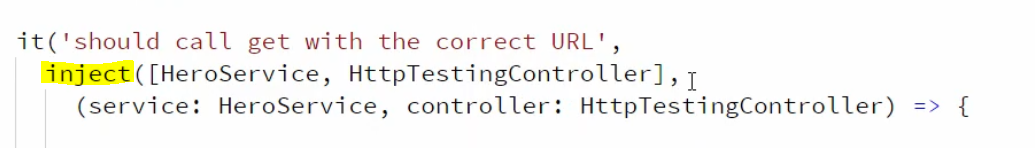 it('should call get with the correct URL',
inject([HeroService, HttpTestingController],
(service: HeroService, controller: HttpTestingController) => {